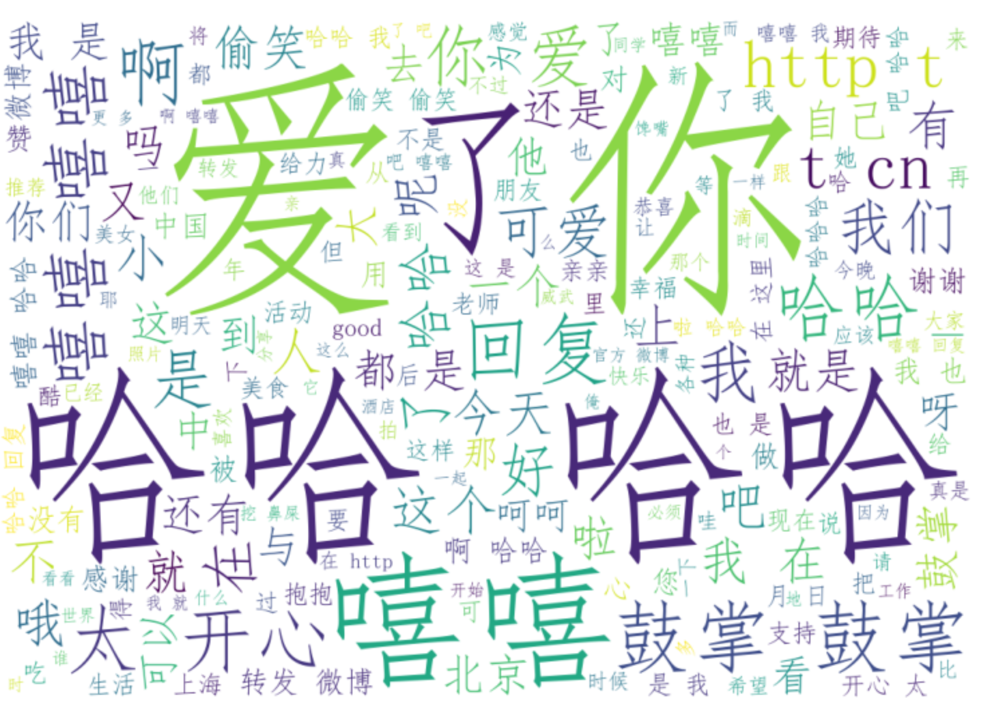 我 是
将
偷笑
哈哈 我
了 吧
你 爱
感觉
为
了
同学
嘻嘻
而
嘻嘻 我
期待
哈哈 吧
来
微博
嘻嘻
啊
都
去
不过
对
新
http t
爱 你
偷笑 偷笑
了
还是
了 我
自己
有
赞
更 多
啊 嘻嘻
吗
一
不是
他
也
馋嘴
t cn
她
哈
再
转发
给力
真
从
吧 嘻嘻
呢
朋友
等
一样
跟
推荐
又
他们
亲
大
没
可爱
恭喜
让
滴
时间
哈哈哈
我们
你们
美女
中国
看到
么
小
但
年
用
哈哈
这 是
一个
亲亲
那个
这里
今晚
谢谢
哈哈
嘻嘻
耶
威武
老师
里
幸福
哈哈
这
明天
活动
到
分享
good
人
回复
还
上
啦 哈哈
在
应该
大家
一
嘻嘻 回复
嘻嘻
照片
这么
下
是
都是
后
官方 微博
快乐
各种
我
就是
我 也
酷
已经
美食
它
哈哈
哈哈
酒店
了
今天
俺
呀
中
喜欢
拍
也 是
回复 哈哈
被
这样
那
好
个
做
给
一起
真是
没有
还有
挖 鼻屎
要
这个
呵呵
必须
哇
吧
现在
说
因为
鼓掌
不
与
啦
我 在
啊 哈哈
在 http
请
看看
感谢
就
在
嘻嘻
您
一下
把
工作
哦
世界
得
我 就
什么
过
抱抱
开始
可
心
月
地
日
太 开心
可以
鼓掌 鼓掌
支持
多
吃
谁
时
生活
上海
转发 微博
北京
时候
是 我
希望
看
开心 太
比